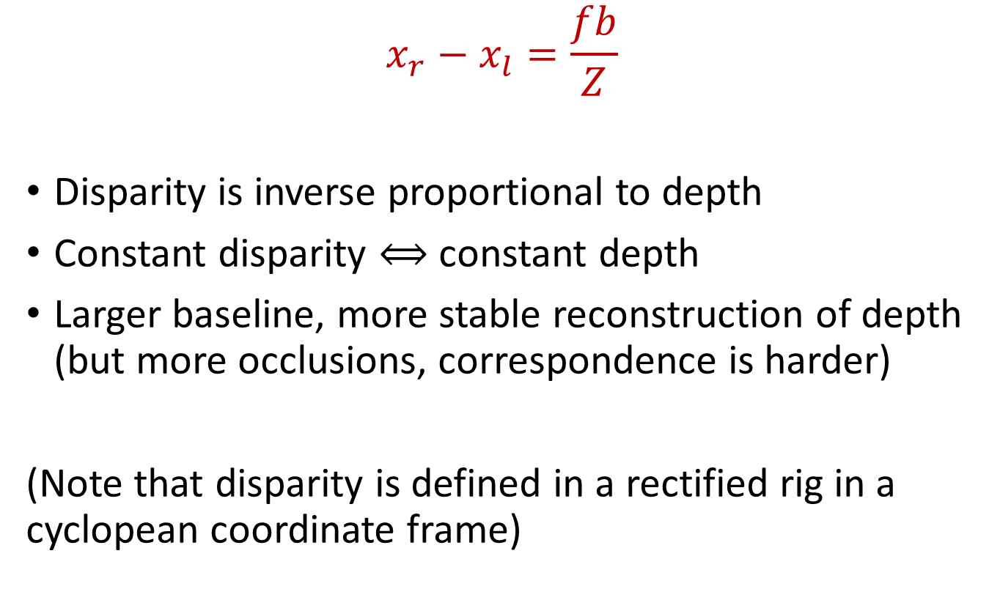 x_r − x_l = fb/Z
• Disparity is inverse proportional to depth
• Constant disparity ⟺ constant depth
• Larger baseline, more stable reconstruction of depth
(but more occlusions, correspondence is harder)
(Note that disparity is defined in a rectified rig in a
cyclopean coordinate frame)